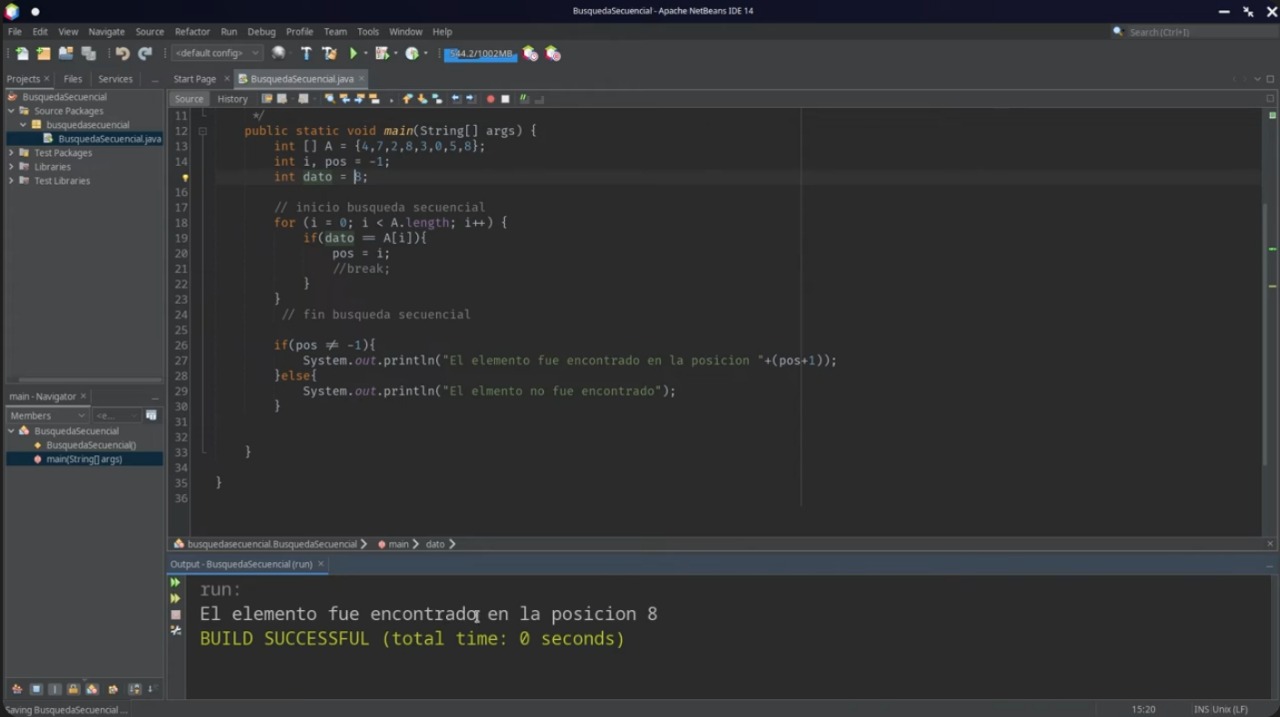 BusquedaSecuencial - Apache NetBeans IDE 14
File Edit View Navigate Source Refactor Run Debug Profile Team Tools Window Help
Search (Ctrl+I)
<default config>
544.2/1002MB
Projects Files Services ...
Start Page BusquedaSecuencial.java
Source History
BusquedaSecuencial
Source Packages
busquedasecuencial
BusquedaSecuencial.java
Test Packages
Libraries
Test Libraries
11 */
12 public static void main(String[] args) {
13 int [] A = {4,7,2,8,3,0,5,8};
14 int i, pos = -1;
15 int dato = 8;
16
17 // inicio busqueda secuencial
18 for (i = 0; i < A.length; i++) {
19 if(dato == A[i]){
20 pos = i;
21 //break;
22 }
23 }
24 // fin busqueda secuencial
25
26 if(pos != -1){
27 System.out.println("El elemento fue encontrado en la posicion "+(pos+1));
28 }else{
29 System.out.println("El elmento no fue encontrado");
30 }
31
32
33 }
34
35 }
36
main - Navigator
Members <e...
BusquedaSecuencial
BusquedaSecuencial()
main(String[] args)
busquedasecuencial.BusquedaSecuencial main dato
Output - BusquedaSecuencial (run)
run:
El elemento fue encontrado en la posicion 8
BUILD SUCCESSFUL (total time: 0 seconds)
Saving BusquedaSecuencial ...
15:20 INS Unix (LF)